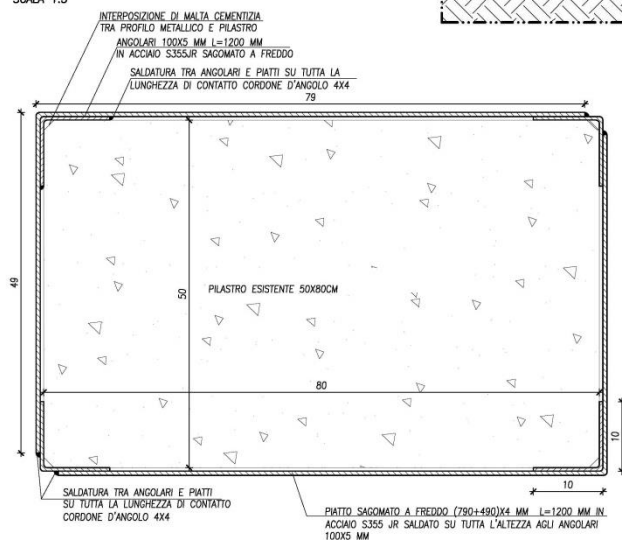 SCALA 1:5
INTERPOSIZIONE DI MALTA CEMENTIZIA
TRA PROFILO METALLICO E PILASTRO
ANGOLARI 100X5 MM L=1200 MM
IN ACCIAIO S355JR SAGOMATO A FREDDO
SALDATURA TRA ANGOLARI E PIATTI SU TUTTA LA
LUNGHEZZA DI CONTATTO CORDONE D'ANGOLO 4X4
79
49
50
PILASTRO ESISTENTE 50X80CM
80
10
10
SALDATURA TRA ANGOLARI E PIATTI
SU TUTTA LA LUNGHEZZA DI CONTATTO
CORDONE D'ANGOLO 4X4
PIATTO SAGOMATO A FREDDO (790+490)X4 MM L=1200 MM IN
ACCIAIO S355 JR SALDATO SU TUTTA L'ALTEZZA AGLI ANGOLARI
100X5 MM